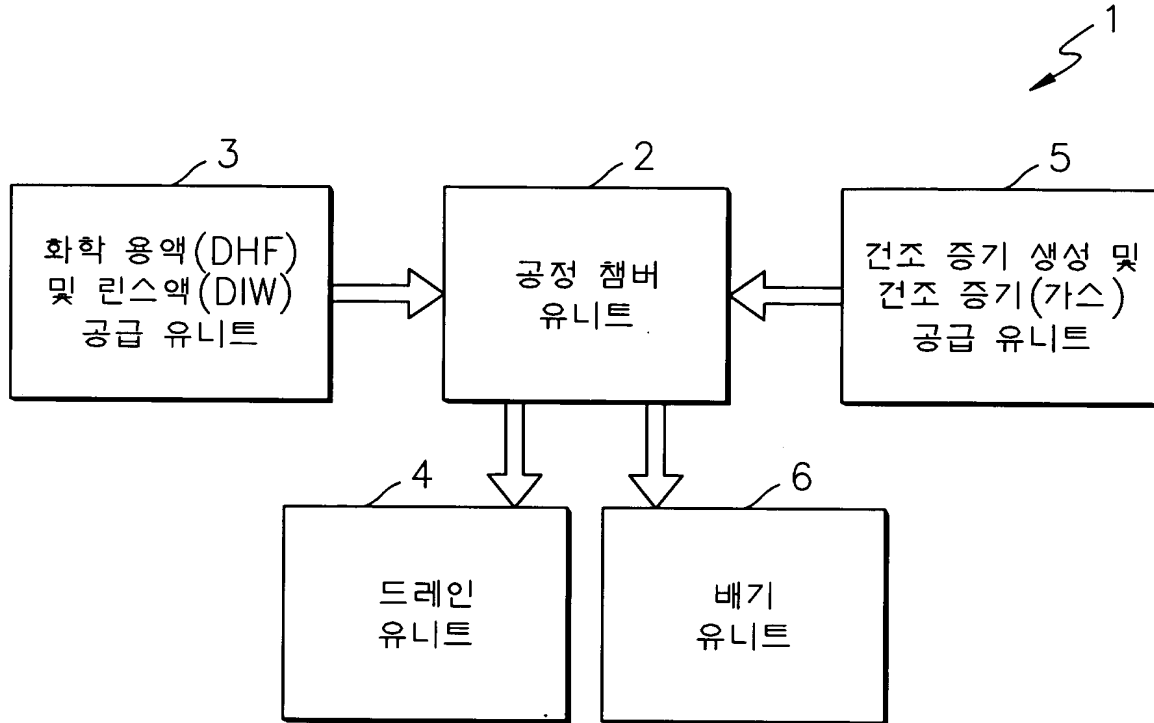 1
3
화학 용액(DHF)
및 린스액(DIW)
공급 유니트
2
공정 챔버
유니트
5
건조 증기 생성 및
건조 증기(가스)
공급 유니트
4
드레인
유니트
6
배기
유니트